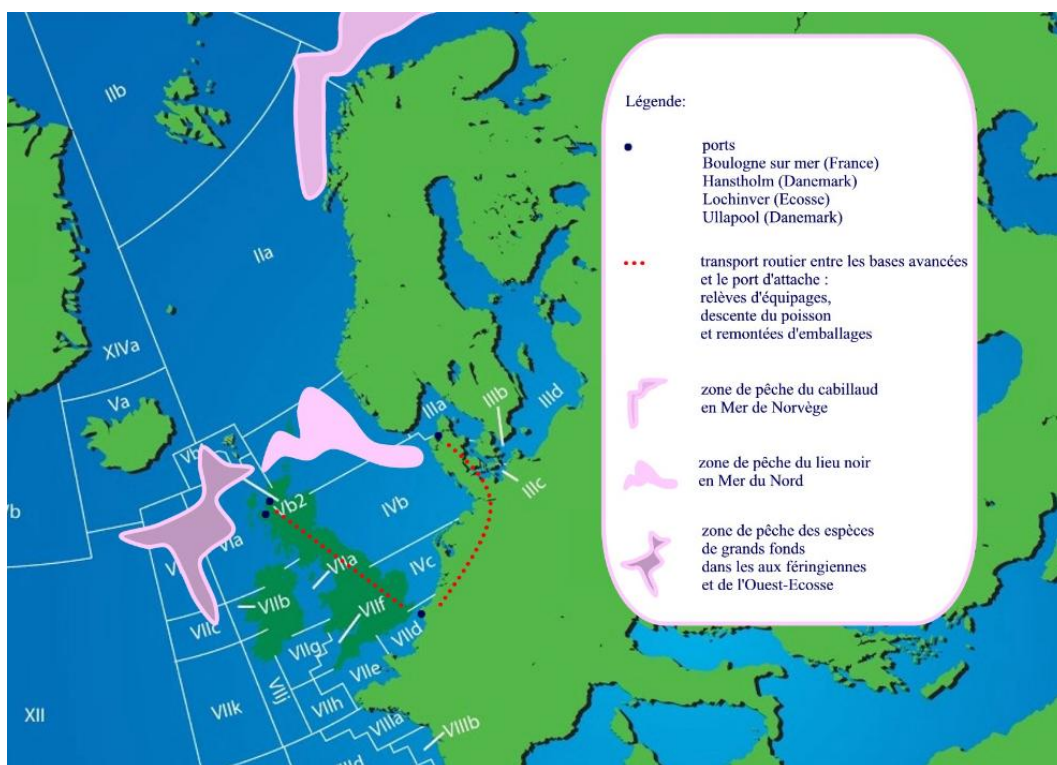 IIb
IIa
XIVa
Va
Vb
Vb2
VIa
IVb
IVc
IIIa
IIIb
IIId
IIIc
VIIa
VIIb
VIIf
VIIc
VIId
VIIg
VIIe
VIIj
VIIh
VIIk
XII
VIIIa
VIIIb
Légende:
ports
Boulogne sur mer (France)
Hanstholm (Danemark)
Lochinver (Ecosse)
Ullapool (Danemark)
transport routier entre les bases avancées
et le port d'attache :
relèves d'équipages,
descente du poisson
et remontées d'emballages
zone de pêche du cabillaud
en Mer de Norvège
zone de pêche du lieu noir
en Mer du Nord
zone de pêche des espèces
de grands fonds
dans les aux féringiennes
et de l'Ouest-Ecosse